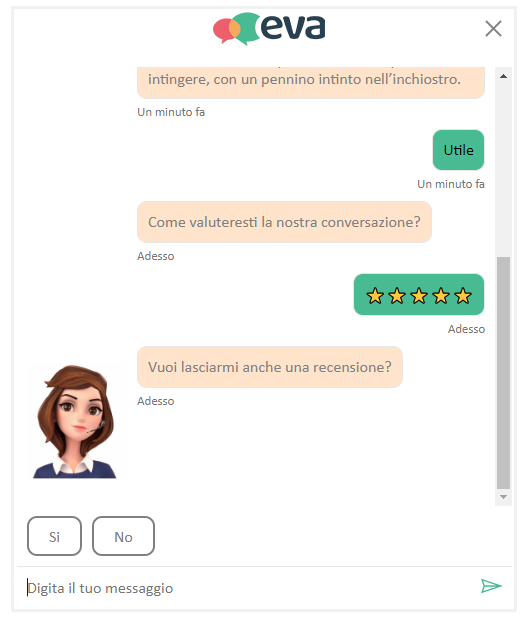 eva
intingere, con un pennino intinto nell’inchiostro.
Un minuto fa
Utile
Un minuto fa
Come valuteresti la nostra conversazione?
Adesso
Adesso
Vuoi lasciarmi anche una recensione?
Adesso
Si No
Digita il tuo messaggio